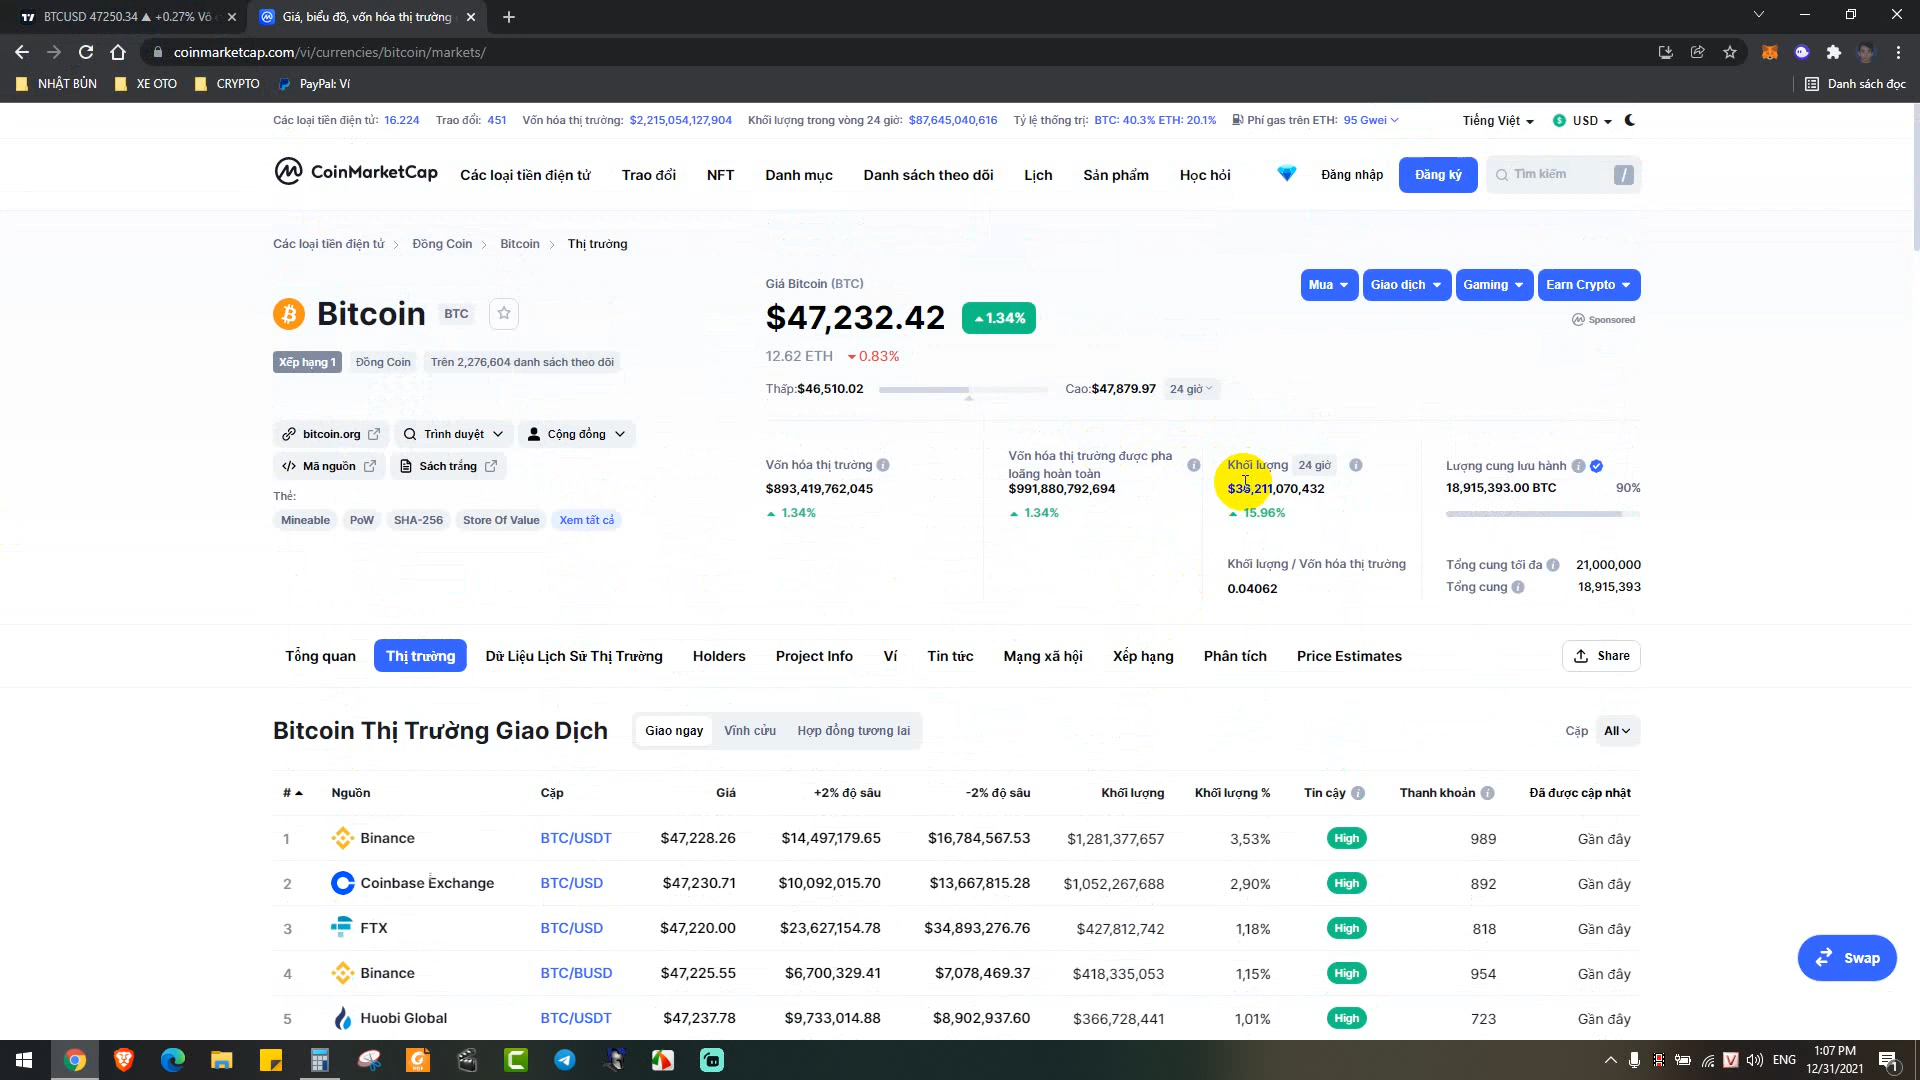 BTCUSD 47250.34 ▲ +0.27% Vô
Giá, biểu đồ, vốn hóa thị trường
coinmarketcap.com/vi/currencies/bitcoin/markets/
NHẬT BỦN
XE OTO
CRYPTO
PayPal: Ví
Danh sách đọc
Các loại tiền điện tử: 16.224 Trao đổi: 451 Vốn hóa thị trường: $2,215,054,127,904 Khối lượng trong vòng 24 giờ: $87,645,040,616 Tỷ lệ thống trị: BTC: 40.3% ETH: 20.1% Phí gas trên ETH: 95 Gwei
Tiếng Việt
USD
CoinMarketCap
Các loại tiền điện tử Trao đổi NFT Danh mục Danh sách theo dõi Lịch Sản phẩm Học hỏi
Đăng nhập
Đăng ký
Tìm kiếm
/
Các loại tiền điện tử > Đồng Coin > Bitcoin > Thị trường
Bitcoin BTC
Xếp hạng 1 Đồng Coin Trên 2,276,604 danh sách theo dõi
bitcoin.org Trình duyệt Cộng đồng
Mã nguồn Sách trắng
Thẻ:
Mineable PoW SHA-256 Store Of Value Xem tất cả
Giá Bitcoin (BTC)
$47,232.42 1.34%
12.62 ETH 0.83%
Thấp:$46,510.02 Cao:$47,879.97 24 giờ
Mua Giao dịch Gaming Earn Crypto
Sponsored
Vốn hóa thị trường
$893,419,762,045
1.34%
Vốn hóa thị trường được pha
loãng hoàn toàn
$991,880,792,694
1.34%
Khối lượng 24 giờ
$36,211,070,432
15.96%
Khối lượng / Vốn hóa thị trường
0.04062
Lượng cung lưu hành
18,915,393.00 BTC 90%
Tổng cung tối đa 21,000,000
Tổng cung 18,915,393
Tổng quan Thị trường Dữ Liệu Lịch Sử Thị Trường Holders Project Info Ví Tin tức Mạng xã hội Xếp hạng Phân tích Price Estimates
Share
Bitcoin Thị Trường Giao Dịch Giao ngay Vĩnh cửu Hợp đồng tương lai
Cặp All
# Nguồn Cặp Giá +2% độ sâu -2% độ sâu Khối lượng Khối lượng % Tin cậy Thanh khoản Đã được cập nhật
1 Binance BTC/USDT $47,228.26 $14,497,179.65 $16,784,567.53 $1,281,377,657 3,53% High 989 Gần đây
2 Coinbase Exchange BTC/USD $47,230.71 $10,092,015.70 $13,667,815.28 $1,052,267,688 2,90% High 892 Gần đây
3 FTX BTC/USD $47,220.00 $23,627,154.78 $34,893,276.76 $427,812,742 1,18% High 818 Gần đây
4 Binance BTC/BUSD $47,225.55 $6,700,329.41 $7,078,469.37 $418,335,053 1,15% High 954 Gần đây
5 Huobi Global BTC/USDT $47,237.78 $9,733,014.88 $8,902,937.60 $366,728,441 1,01% High 723 Gần đây
Swap
ENG
1:07 PM
12/31/2021
1